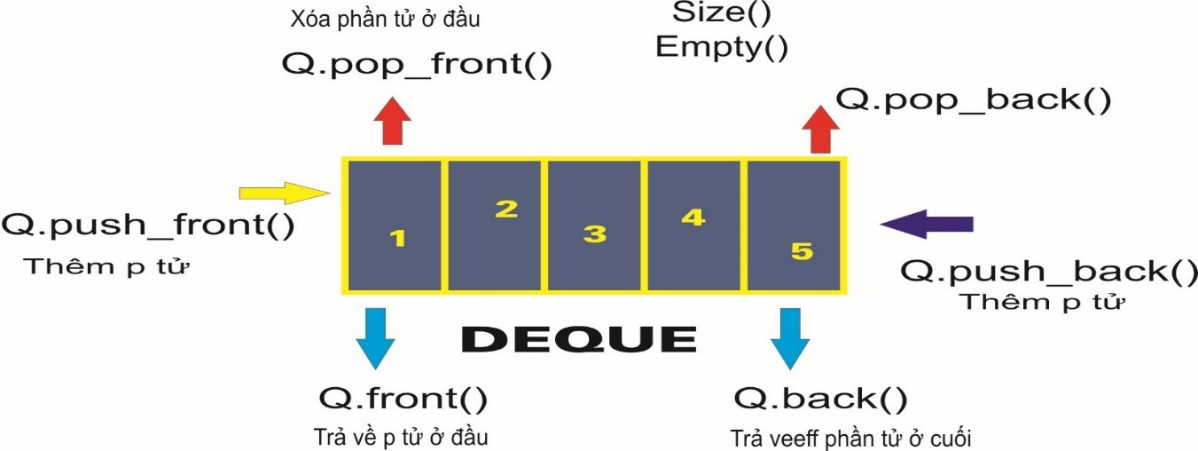 Xóa phần tử ở đầu
Q.pop_front()
Size()
Empty()
Q.pop_back()
Q.push_front()
Thêm p tử
1
2
3
4
5
Q.push_back()
Thêm p tử
DEQUE
Q.front()
Trả về p tử ở đầu
Q.back()
Trả veeff phần tử ở cuối